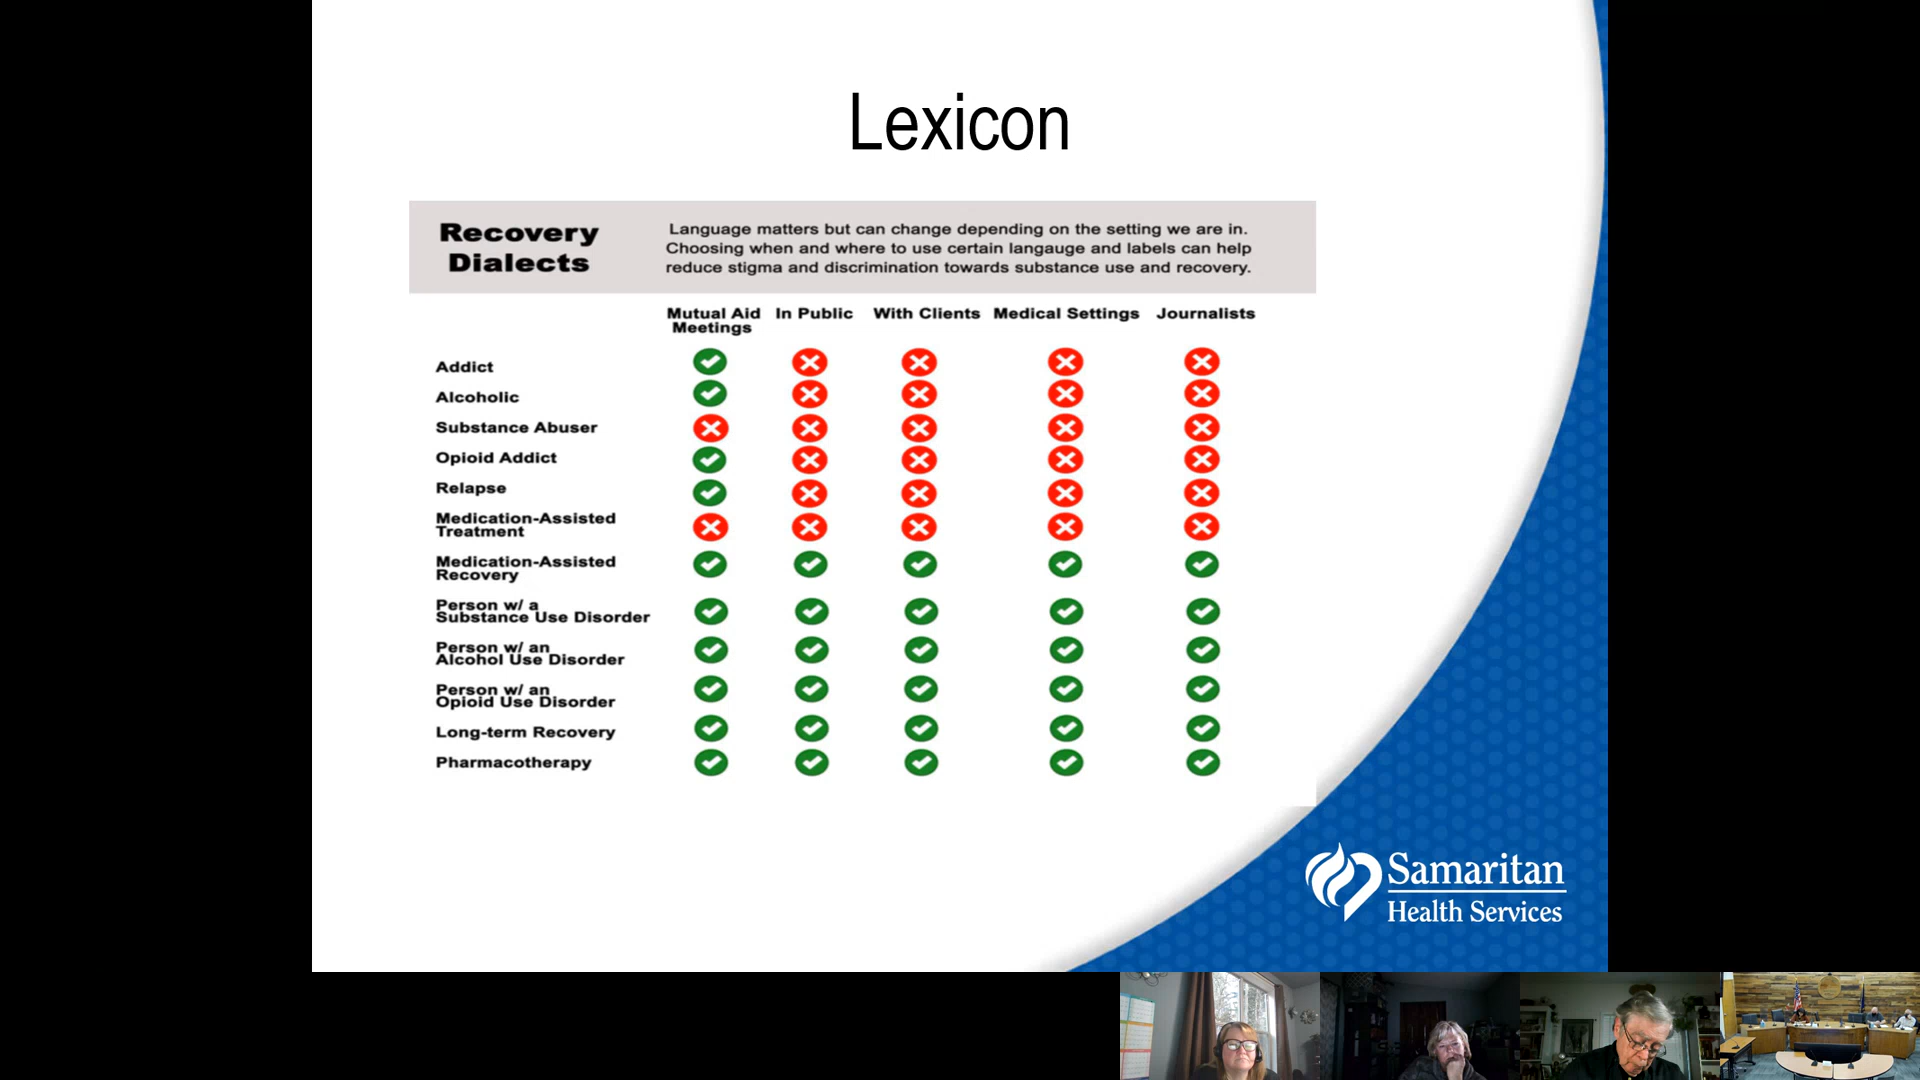 Lexicon
Recovery
Dialects
Language matters but can change depending on the setting we are in.
Choosing when and where to use certain langauge and labels can help
reduce stigma and discrimination towards substance use and recovery.
Mutual Aid
Meetings
In Public
With Clients
Medical Settings
Journalists
Addict
Alcoholic
Substance Abuser
Opioid Addict
Relapse
Medication-Assisted
Treatment
Medication-Assisted
Recovery
Person w/ a
Substance Use Disorder
Person w/ an
Alcohol Use Disorder
Person w/ an
Opioid Use Disorder
Long-term Recovery
Pharmacotherapy
Samaritan
Health Services